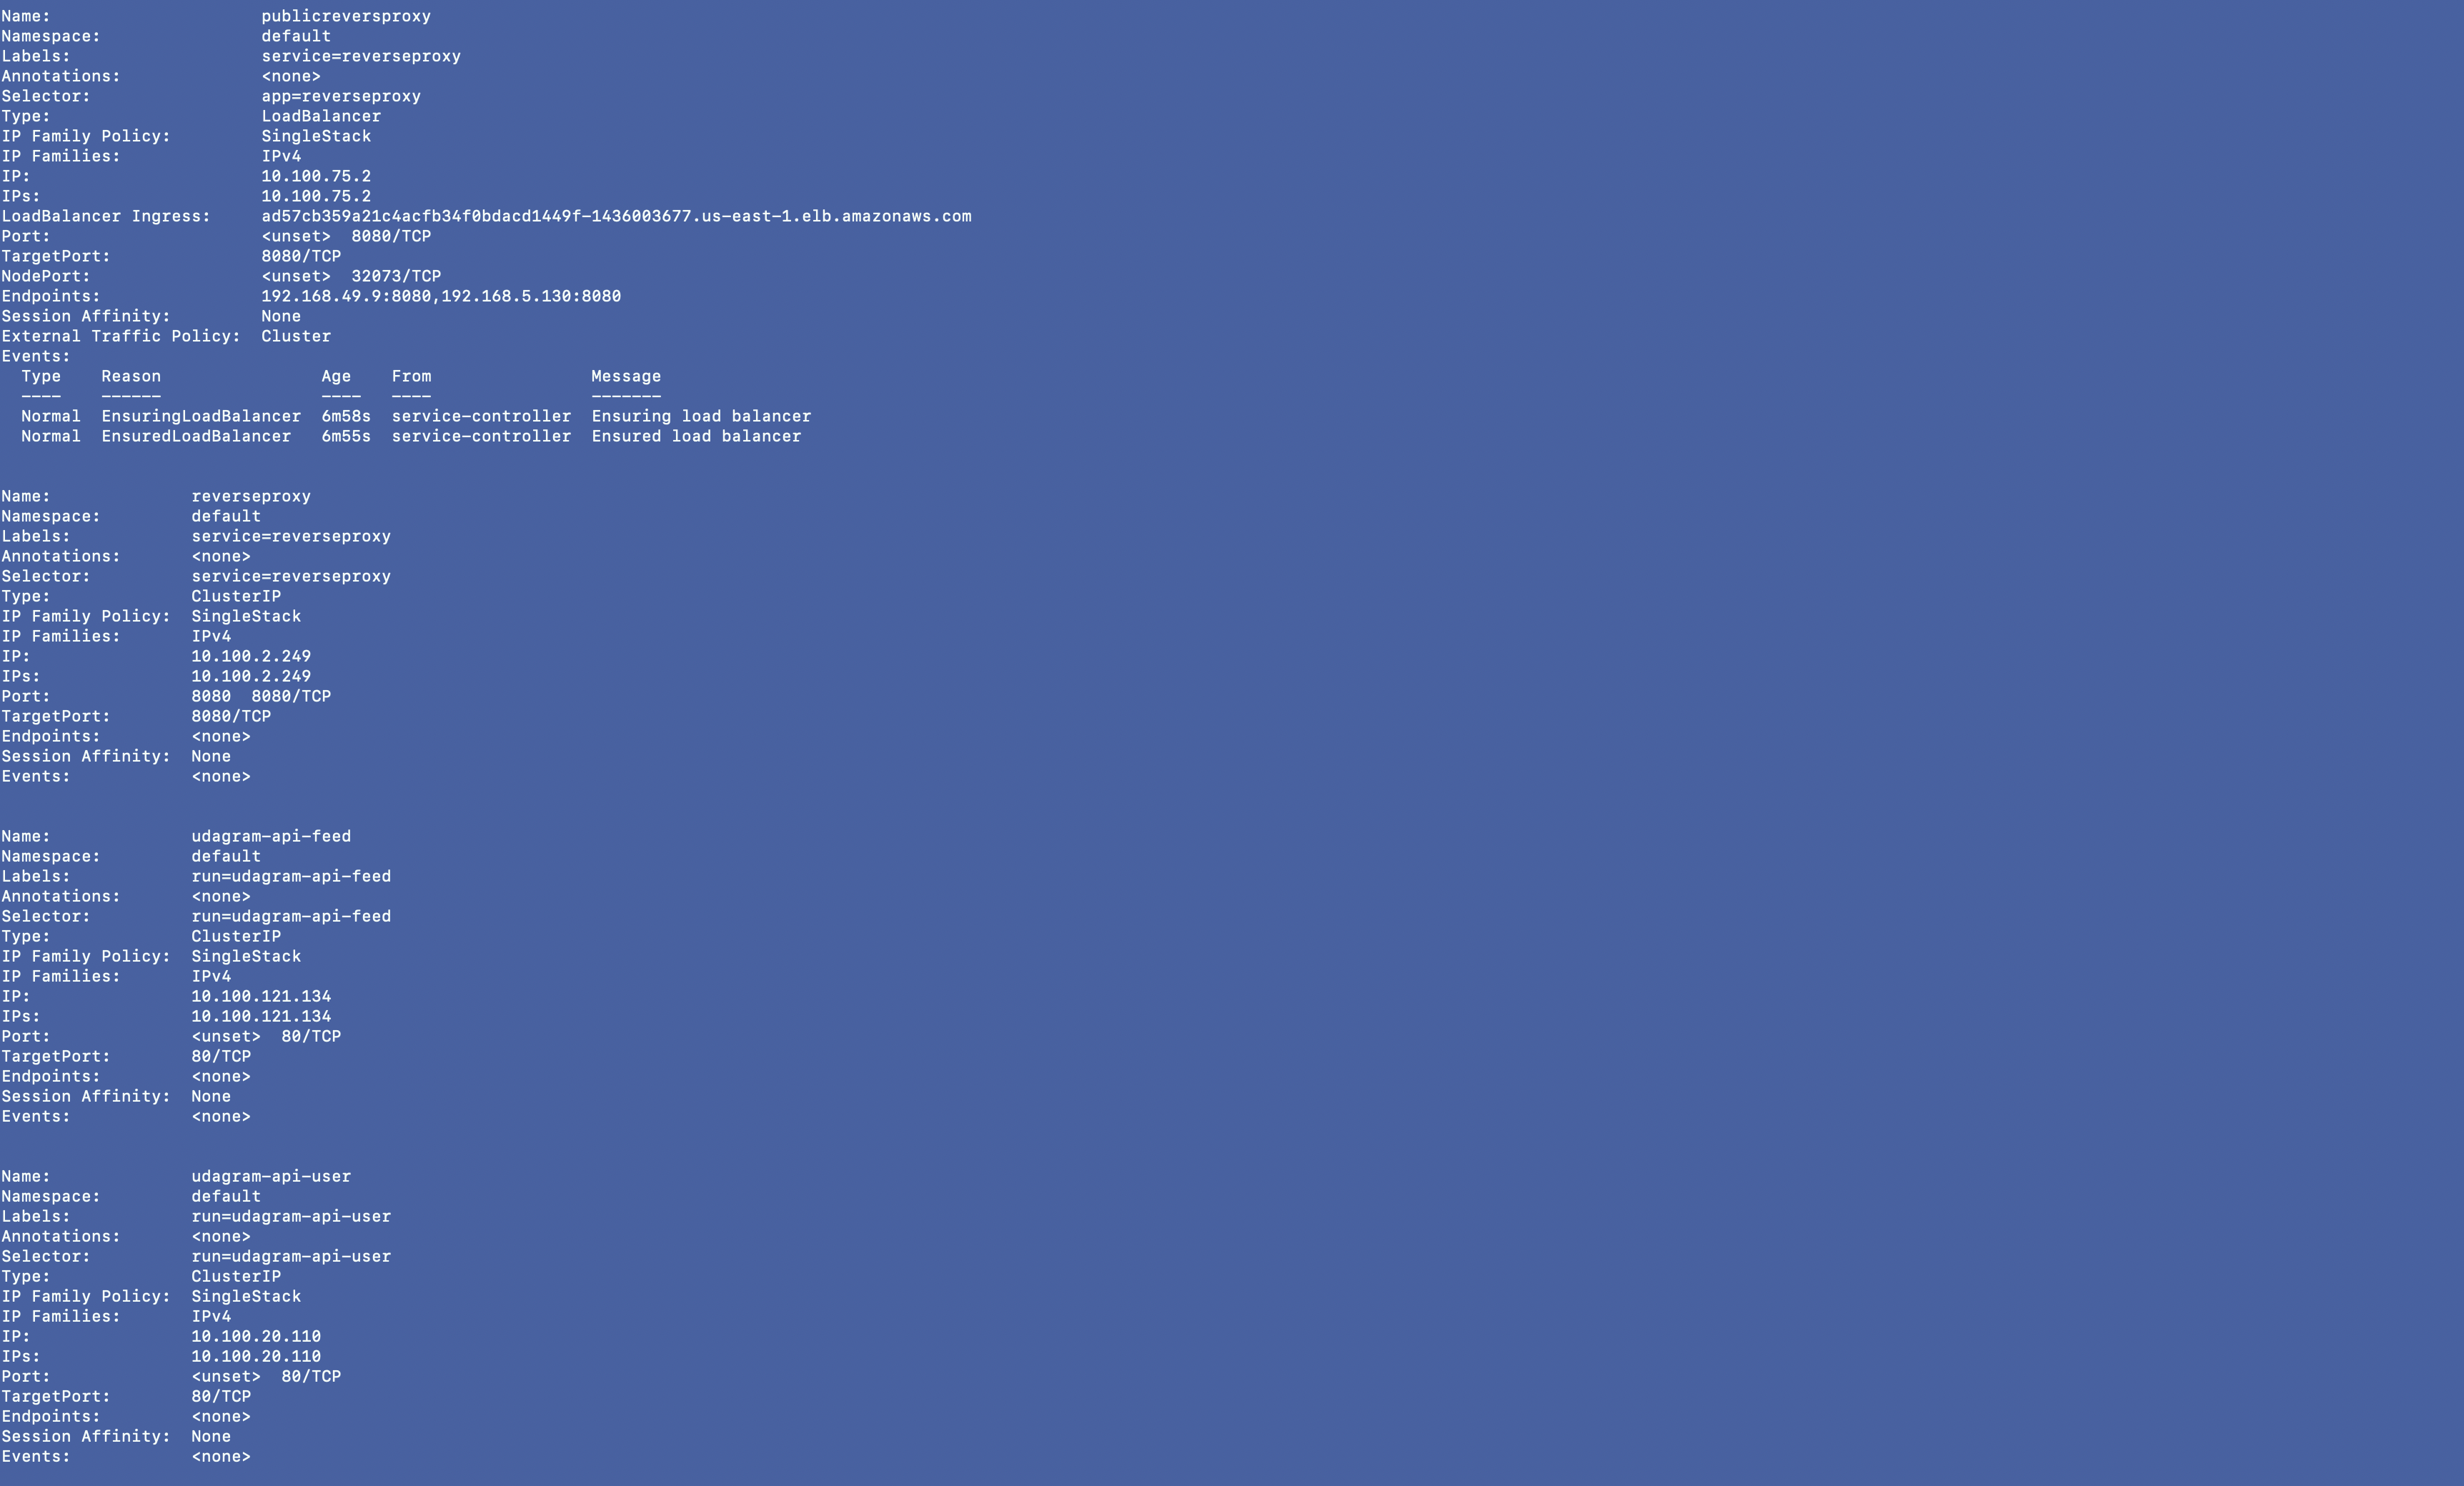 Name:                     publicreversproxy
Namespace:                default
Labels:                   service=reverseproxy
Annotations:              <none>
Selector:                 app=reverseproxy
Type:                     LoadBalancer
IP Family Policy:         SingleStack
IP Families:              IPv4
IP:                       10.100.75.2
IPs:                      10.100.75.2
LoadBalancer Ingress:     ad57cb359a21c4acfb34f0bdacd1449f-1436003677.us-east-1.elb.amazonaws.com
Port:                     <unset>  8080/TCP
TargetPort:               8080/TCP
NodePort:                 <unset>  32073/TCP
Endpoints:                192.168.49.9:8080,192.168.5.130:8080
Session Affinity:         None
External Traffic Policy:  Cluster
Events:
  Type    Reason                Age    From                Message
  ----    ------                ----   ----                -------
  Normal  EnsuringLoadBalancer  6m58s  service-controller  Ensuring load balancer
  Normal  EnsuredLoadBalancer   6m55s  service-controller  Ensured load balancer
Name:              reverseproxy
Namespace:         default
Labels:            service=reverseproxy
Annotations:       <none>
Selector:          service=reverseproxy
Type:              ClusterIP
IP Family Policy:  SingleStack
IP Families:       IPv4
IP:                10.100.2.249
IPs:               10.100.2.249
Port:              8080  8080/TCP
TargetPort:        8080/TCP
Endpoints:         <none>
Session Affinity:  None
Events:            <none>
Name:              udagram-api-feed
Namespace:         default
Labels:            run=udagram-api-feed
Annotations:       <none>
Selector:          run=udagram-api-feed
Type:              ClusterIP
IP Family Policy:  SingleStack
IP Families:       IPv4
IP:                10.100.121.134
IPs:               10.100.121.134
Port:              <unset>  80/TCP
TargetPort:        80/TCP
Endpoints:         <none>
Session Affinity:  None
Events:            <none>
Name:              udagram-api-user
Namespace:         default
Labels:            run=udagram-api-user
Annotations:       <none>
Selector:          run=udagram-api-user
Type:              ClusterIP
IP Family Policy:  SingleStack
IP Families:       IPv4
IP:                10.100.20.110
IPs:               10.100.20.110
Port:              <unset>  80/TCP
TargetPort:        80/TCP
Endpoints:         <none>
Session Affinity:  None
Events:            <none>